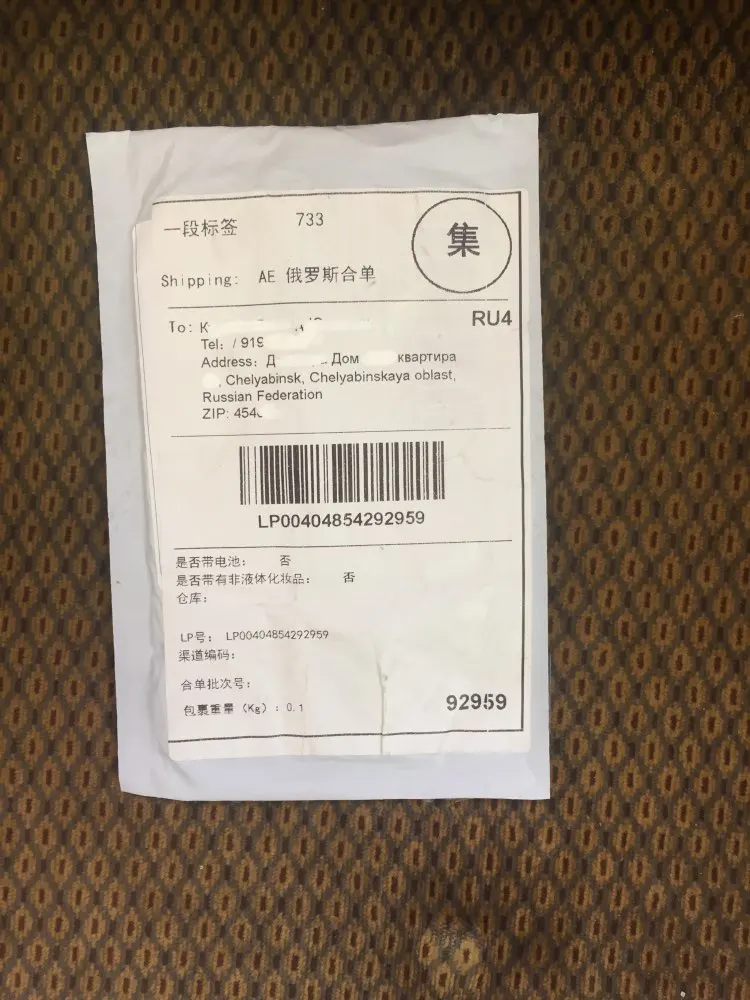 一段标签 733
集
Shipping: AE 俄罗斯合单
RU4
To: К
Tel: / 919
Address: Д Дом квартира
, Chelyabinsk, Chelyabinskaya oblast,
Russian Federation
ZIP: 454
LP00404854292959
是否带电池: 否
是否带有非液体化妆品: 否
仓库:
LP号: LP00404854292959
渠道编码:
合单批次号:
包裹重量 (Kg) : 0.1
92959